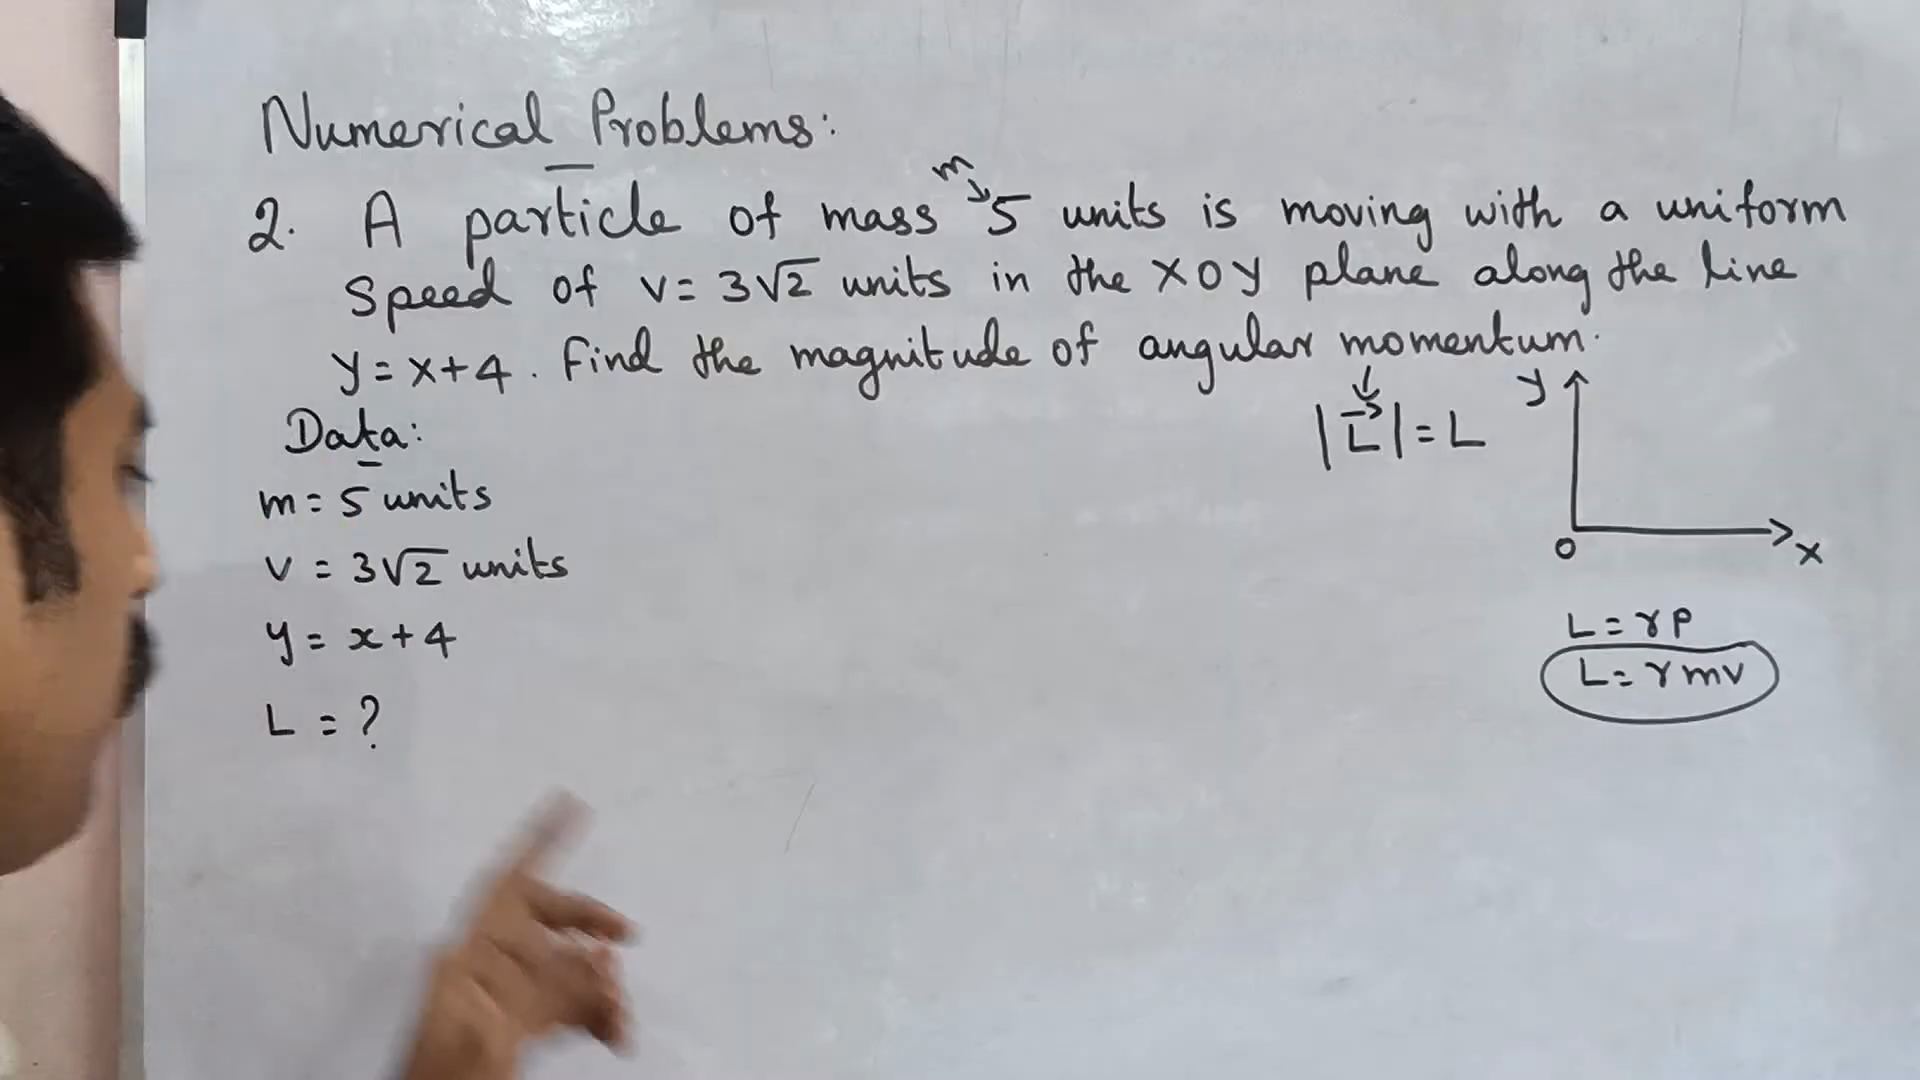 Numerical Problems:
m
2. A particle of mass 5 units is moving with a uniform
Speed of v = 3√2 units in the XOY plane along the line
y = x+4. Find the magnitude of angular momentum.
Data:
|L⃗| = L
y
m = 5 units
v = 3√2 units
O
x
y = x+4
L = rp
L = rmv
L = ?